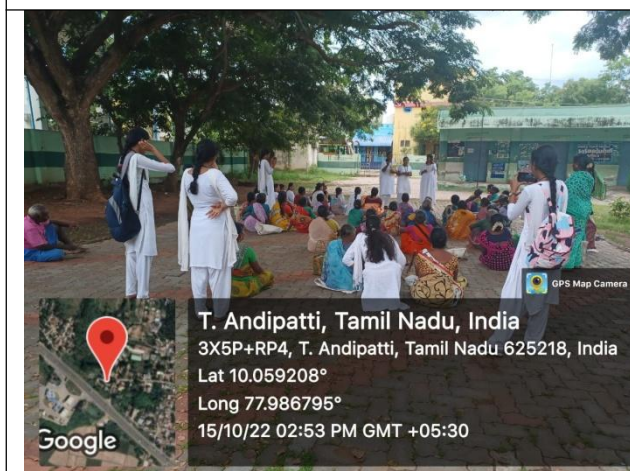 GPS Map Camera
T. Andipatti, Tamil Nadu, India
3X5P+RP4, T. Andipatti, Tamil Nadu 625218, India
Lat 10.059208°
Long 77.986795°
15/10/22 02:53 PM GMT +05:30
Google